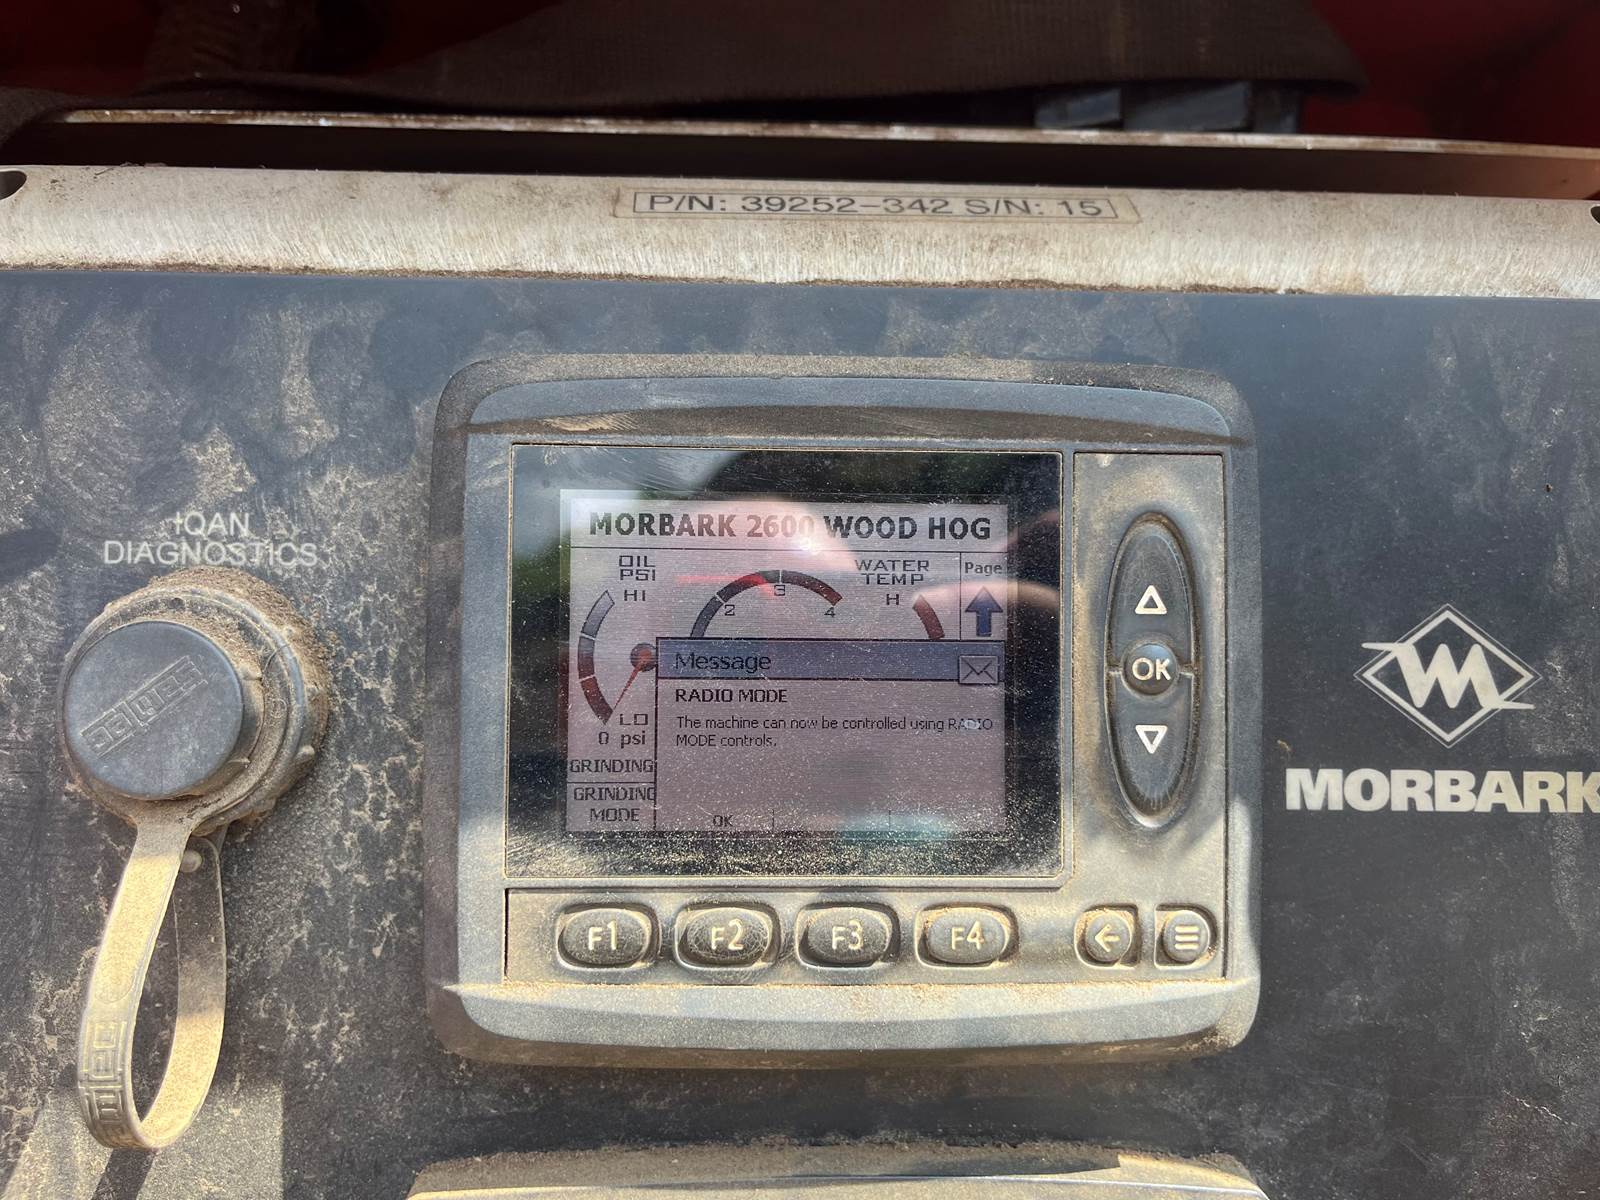 P/N: 39252-342 S/N: 15
IQAN
DIAGNOSTICS
MORBARK 2600 WOOD HOG
OIL
PSI
HI
2
3
4
WATER
TEMP
H
Page
Message
RADIO MODE
The machine can now be controlled using RADIO
MODE controls.
LO
0 psi
GRINDING
GRINDING
MODE
OK
OK
F1
F2
F3
F4
MORBARK